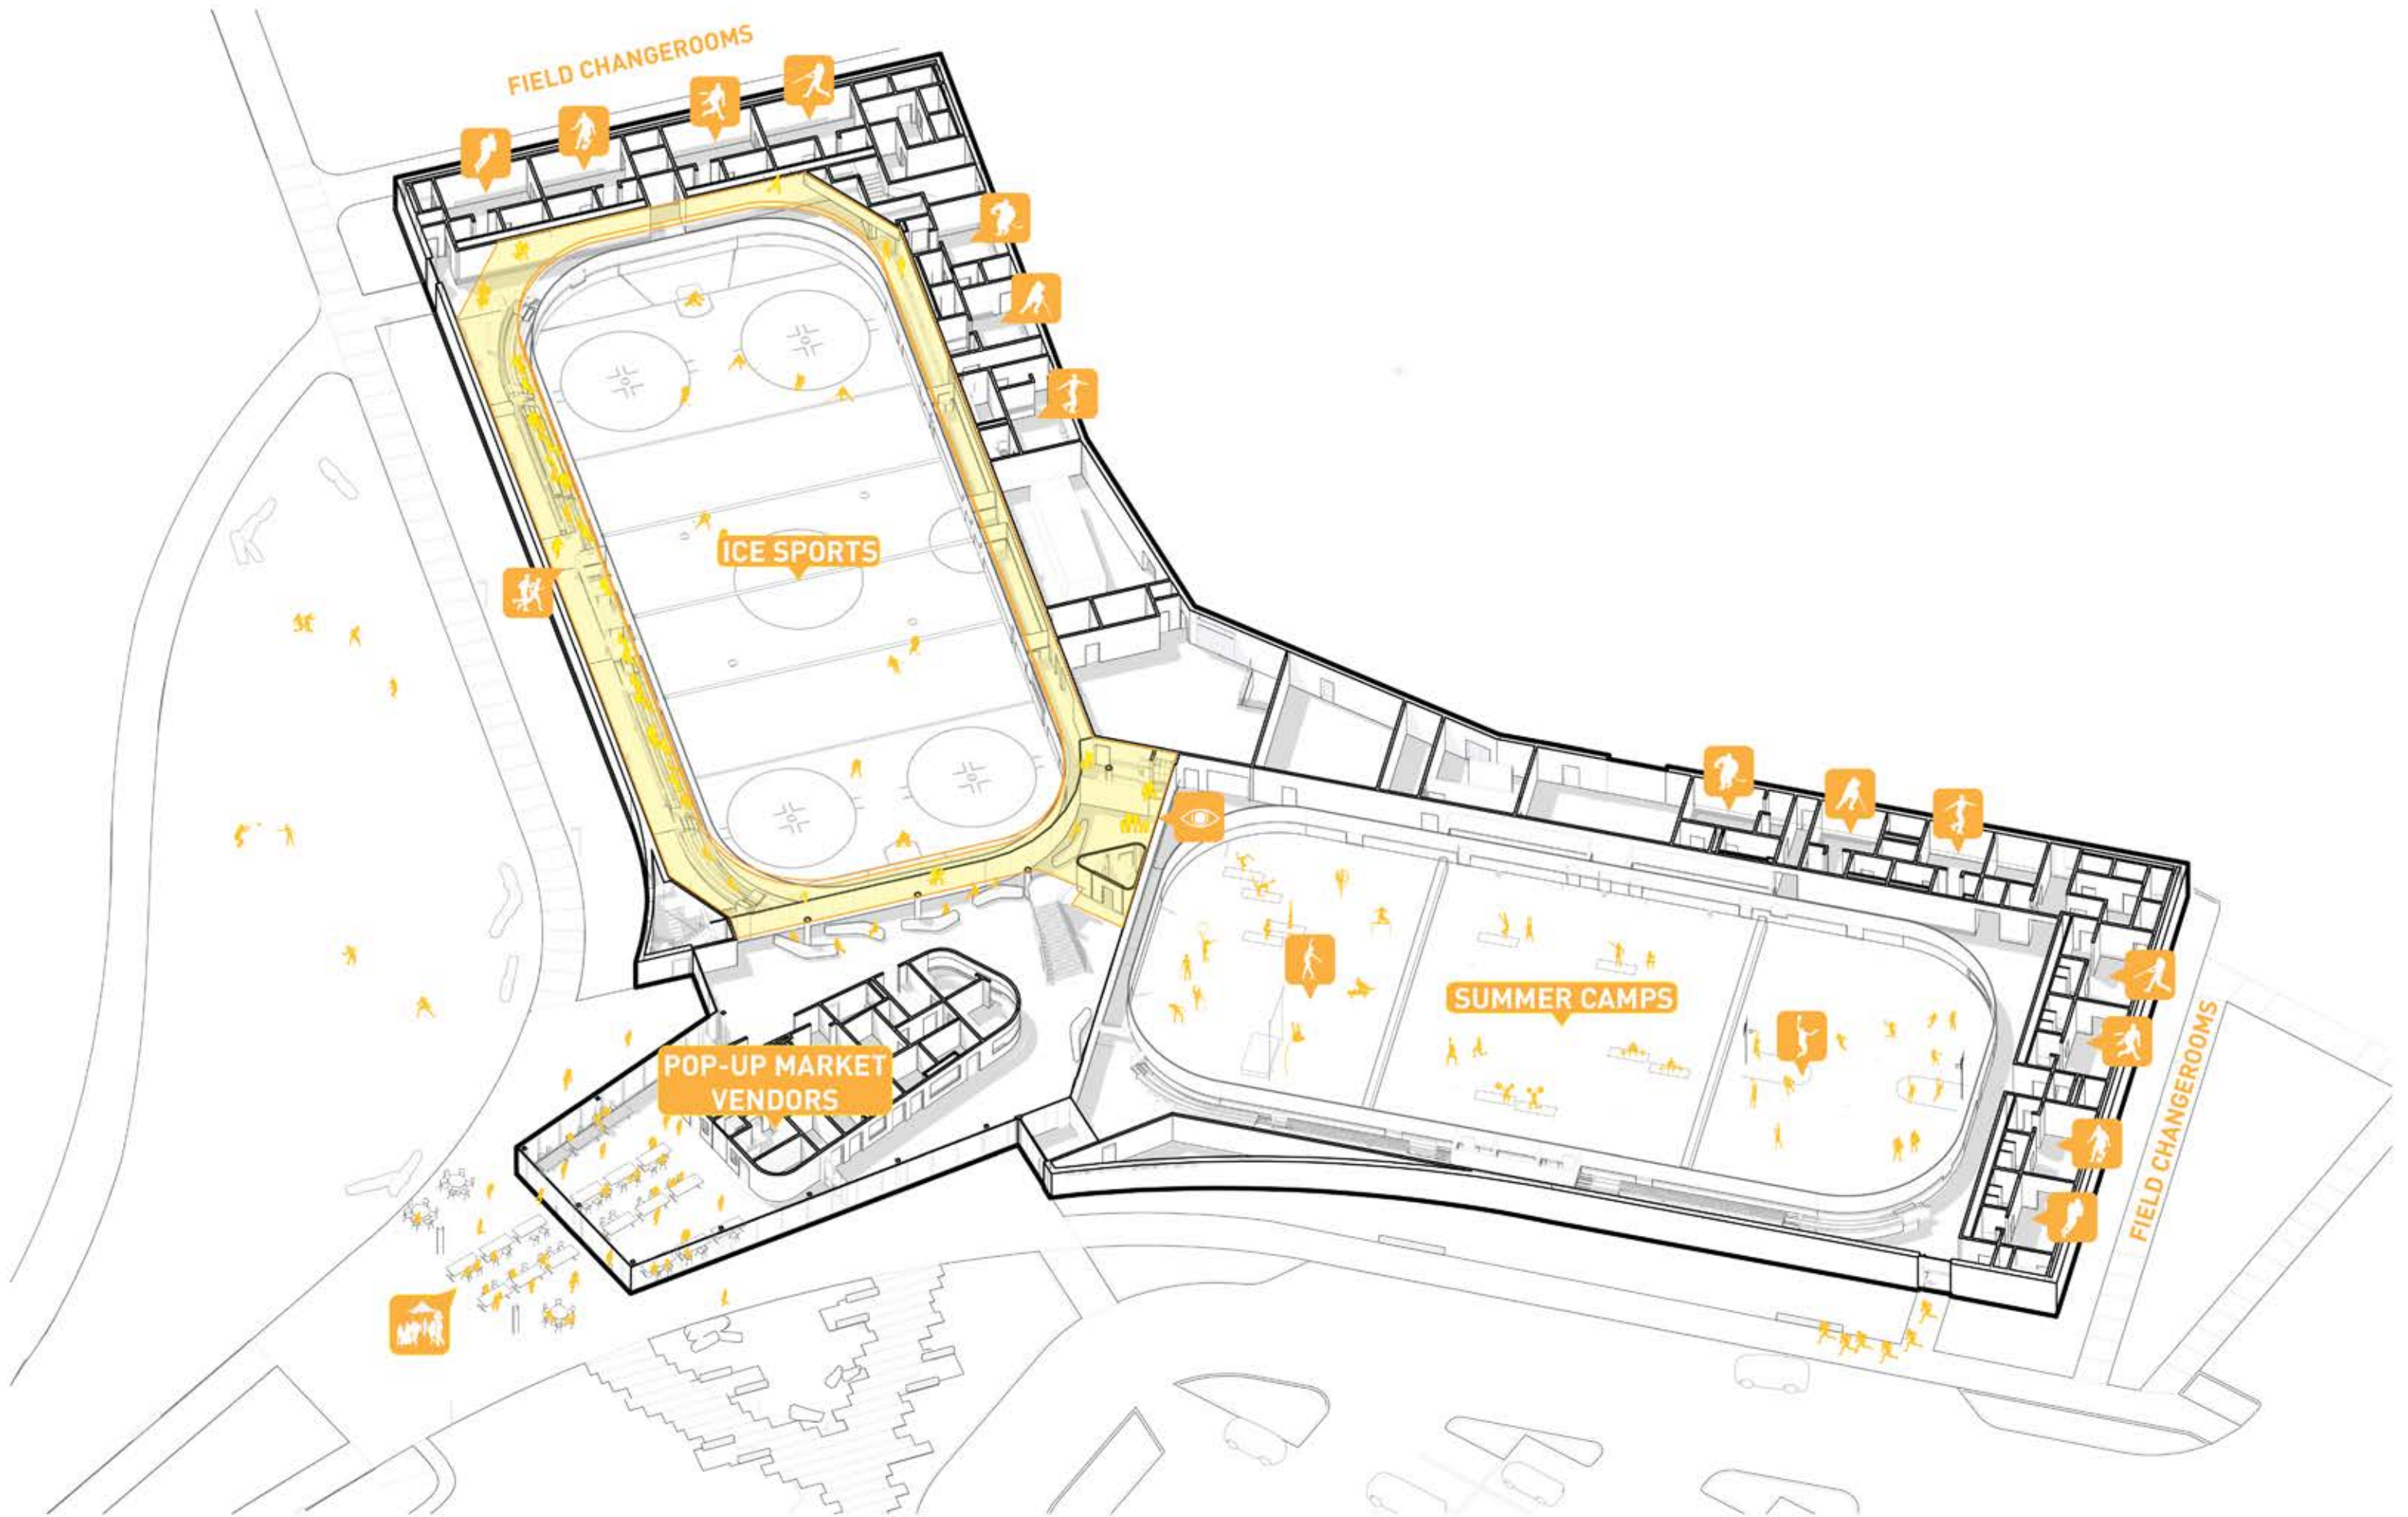 FIELD CHANGEROOMS
ICE SPORTS
SUMMER CAMPS
POP-UP MARKET
VENDORS
FIELD CHANGEROOMS